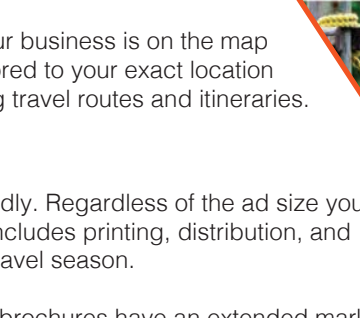 ur business is on the map
ored to your exact location
g travel routes and itineraries.
dly. Regardless of the ad size you
ncludes printing, distribution, and
avel season.
brochures have an extended mark